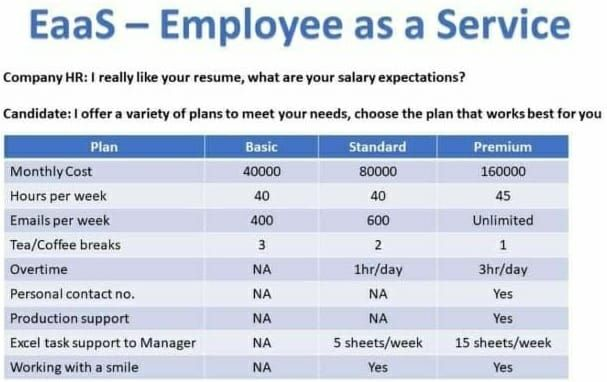 EaaS – Employee as a Service
Company HR: I really like your resume, what are your salary expectations?
Candidate: I offer a variety of plans to meet your needs, choose the plan that works best for you
Plan Basic Standard Premium
Monthly Cost 40000 80000 160000
Hours per week 40 40 45
Emails per week 400 600 Unlimited
Tea/Coffee breaks 3 2 1
Overtime NA 1hr/day 3hr/day
Personal contact no. NA NA Yes
Production support NA NA Yes
Excel task support to Manager NA 5 sheets/week 15 sheets/week
Working with a smile NA Yes Yes